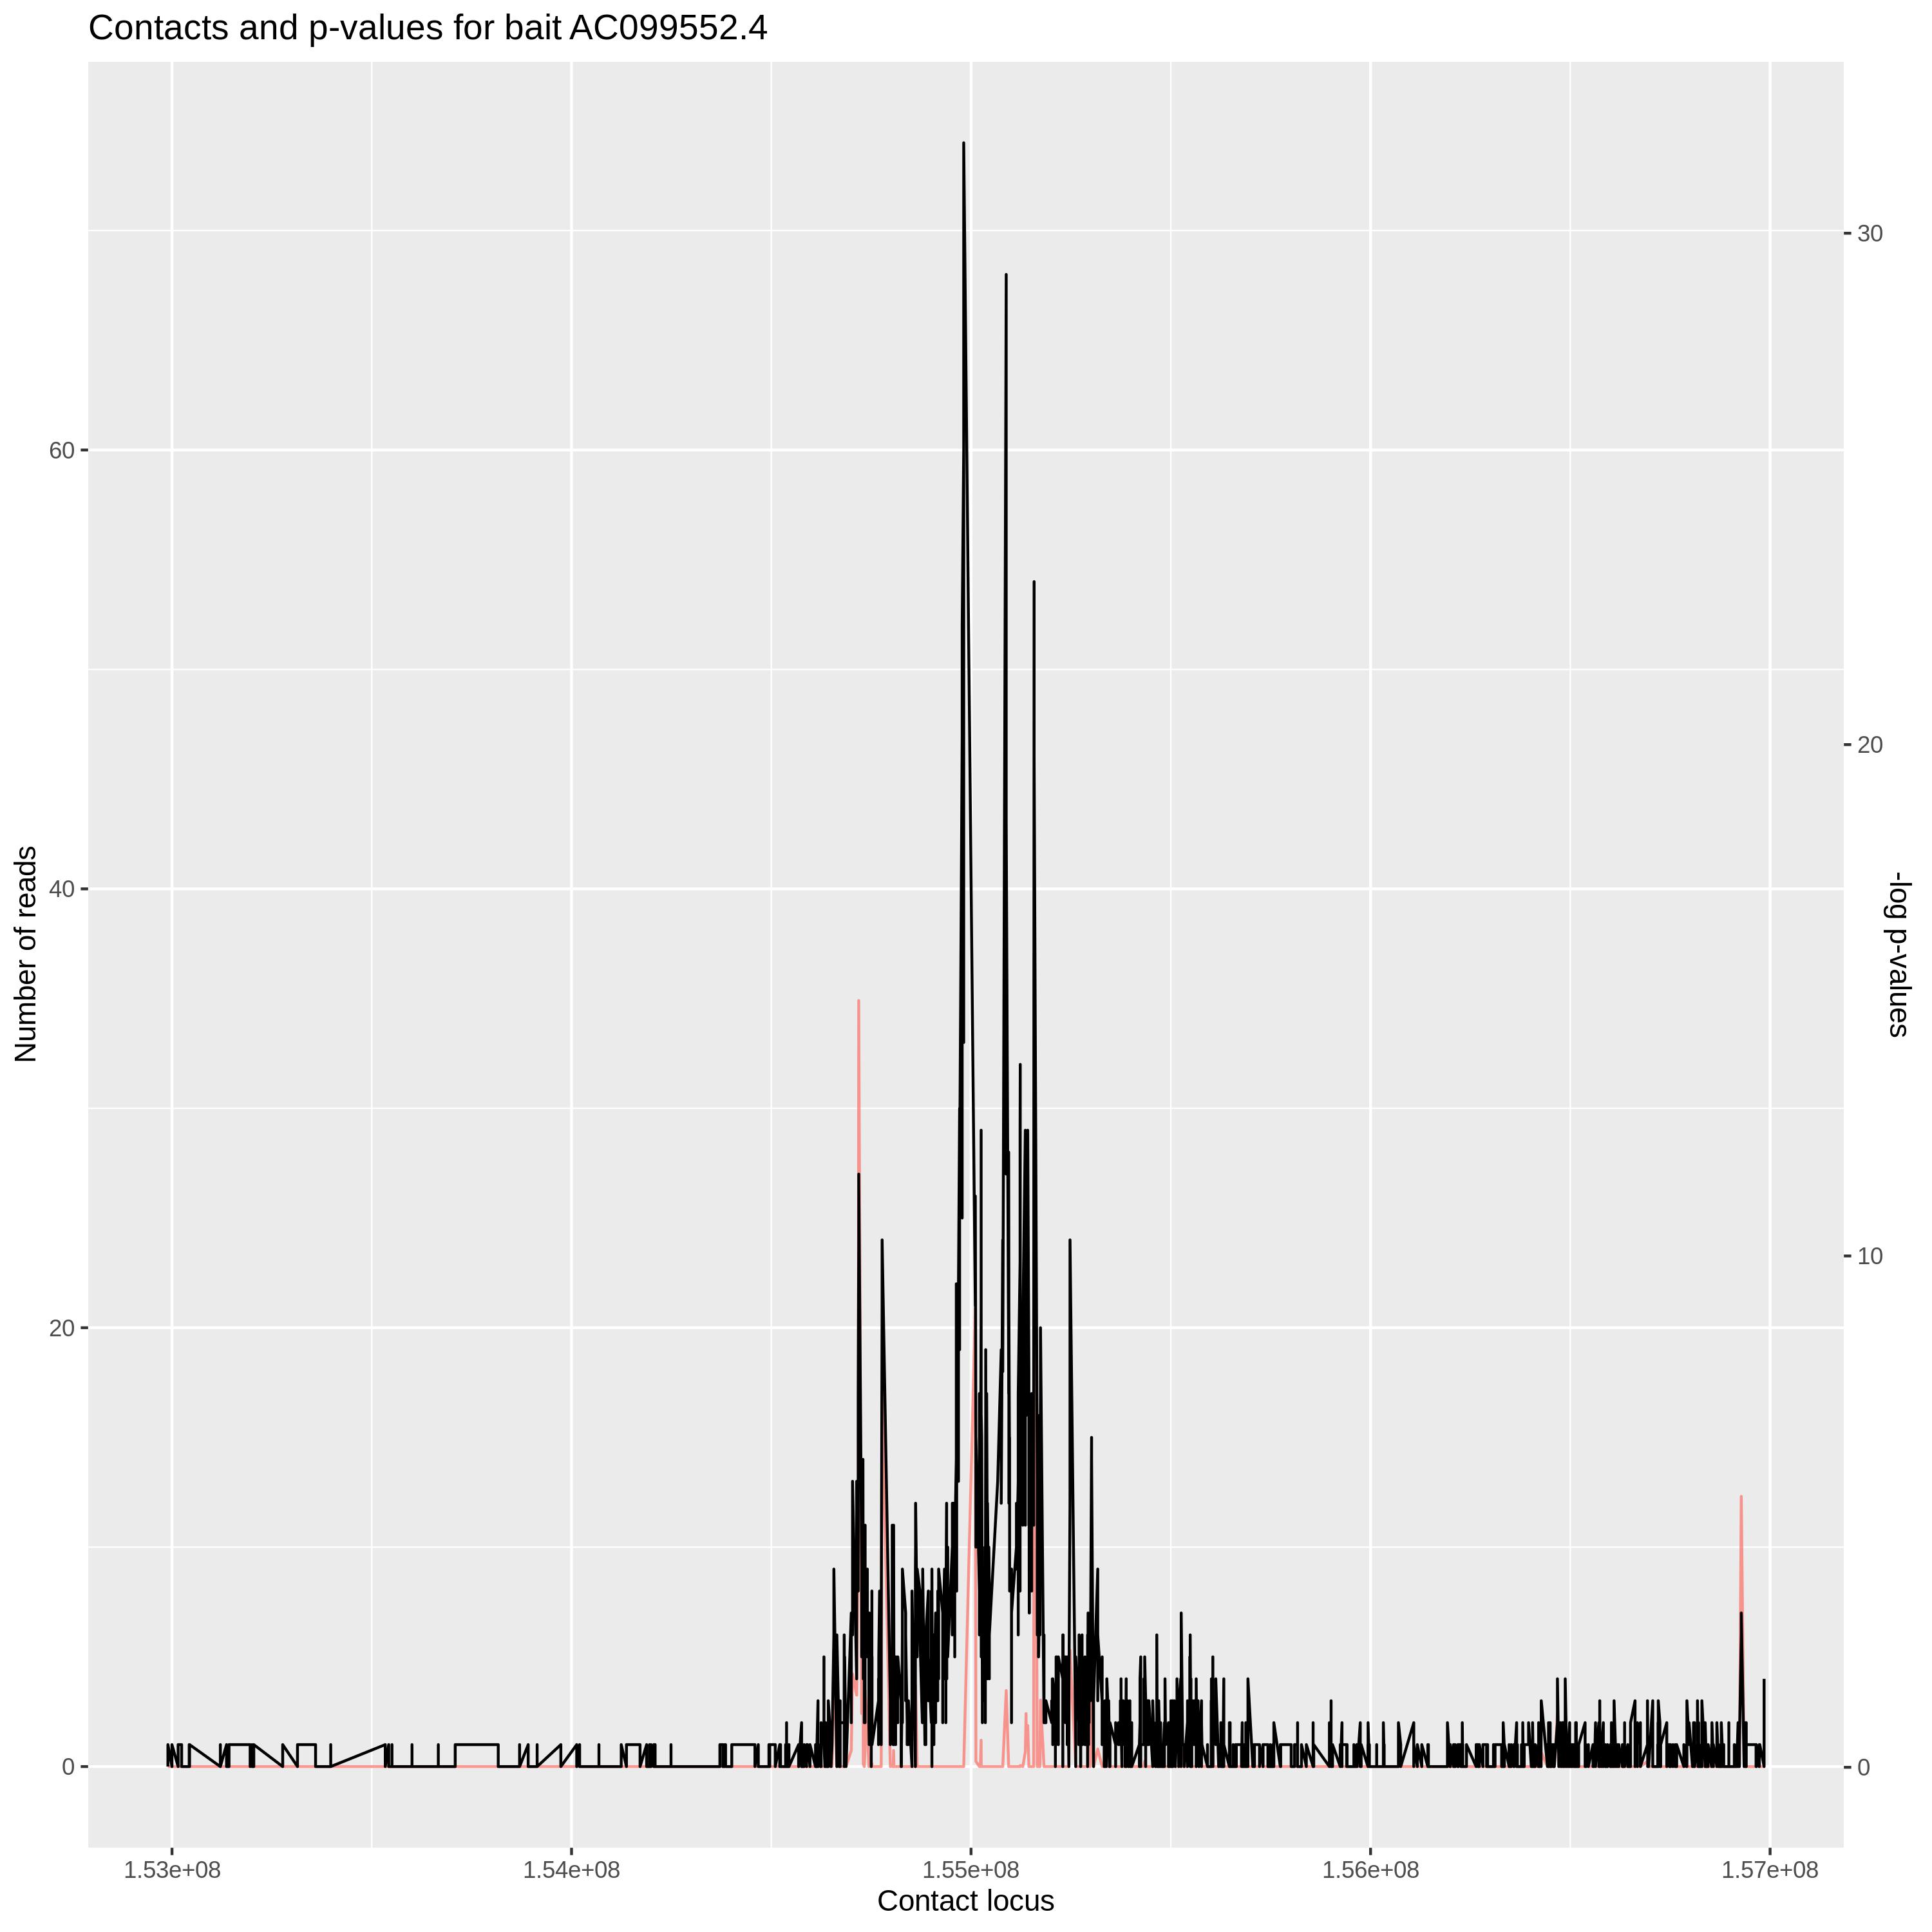 Contacts and p-values for bait AC099552.4
Number of reads
60
40
20
0
30
20
10
0
-log p-values
1.53e+08 1.54e+08 1.55e+08 1.56e+08 1.57e+08
Contact locus